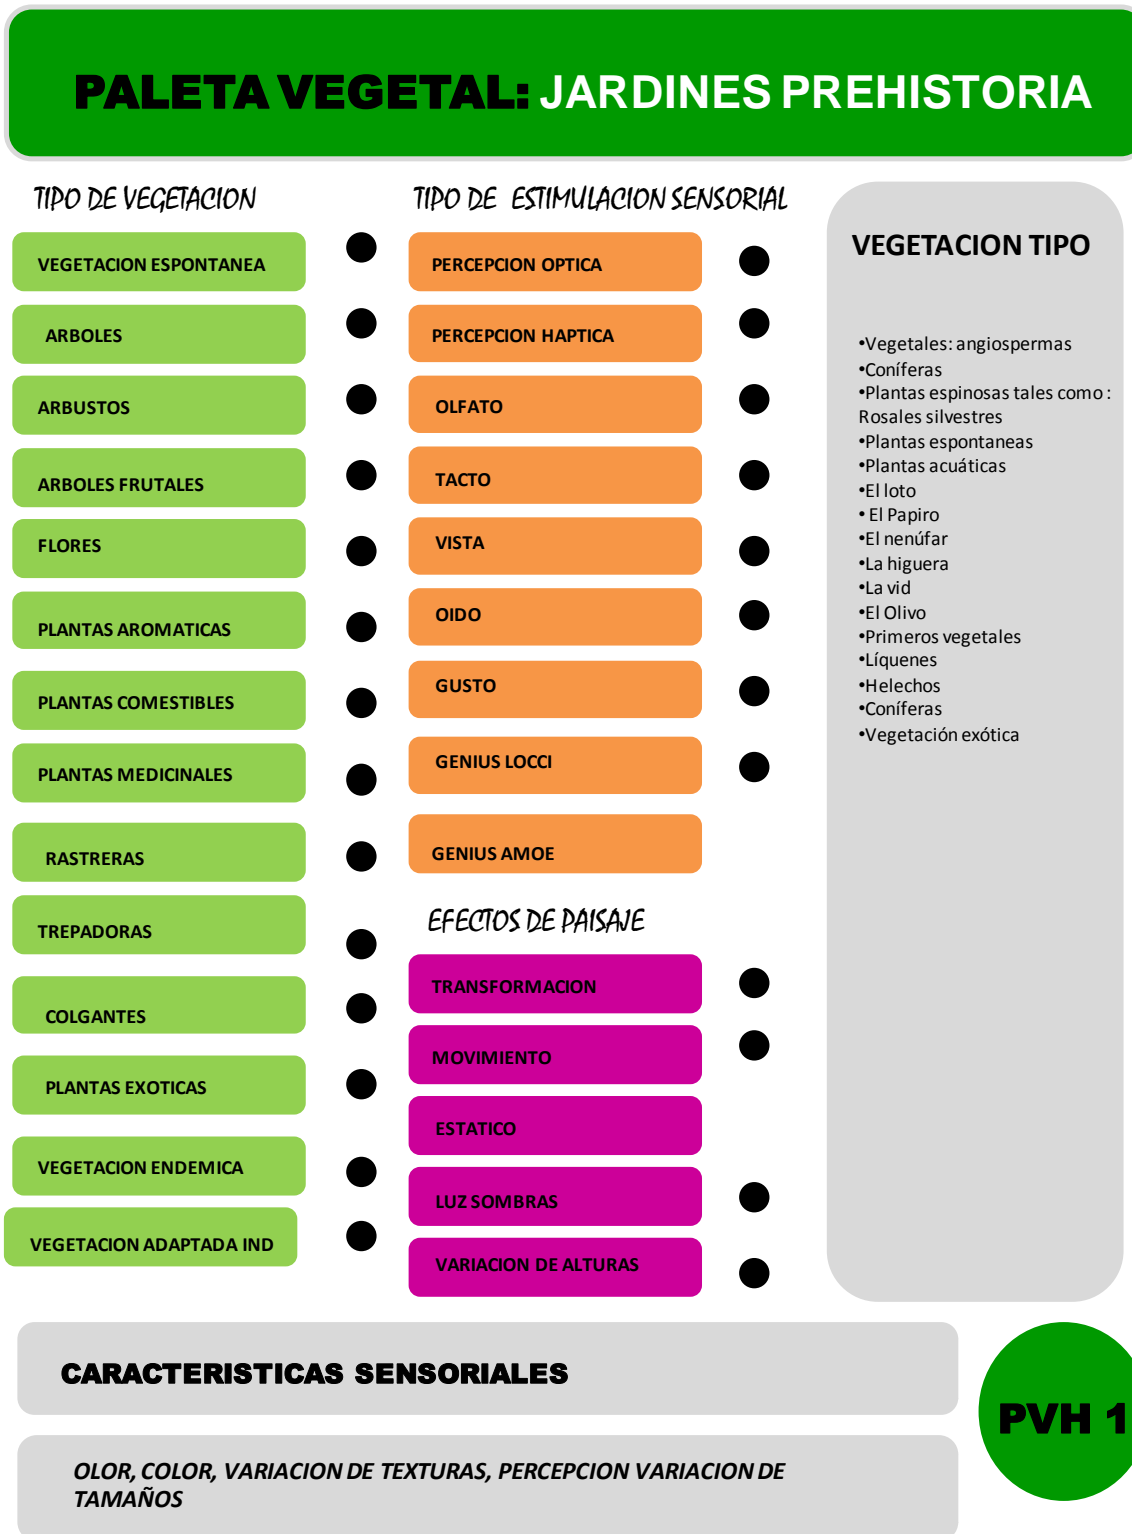 PALETA VEGETAL: JARDINES PREHISTORIA
TIPO DE VEGETACION
VEGETACION ESPONTANEA
ARBOLES
ARBUSTOS
ARBOLES FRUTALES
FLORES
PLANTAS AROMATICAS
PLANTAS COMESTIBLES
PLANTAS MEDICINALES
RASTRERAS
TREPADORAS
COLGANTES
PLANTAS EXOTICAS
VEGETACION ENDEMICA
VEGETACION ADAPTADA IND
TIPO DE ESTIMULACION SENSORIAL
PERCEPCION OPTICA
PERCEPCION HAPTICA
OLFATO
TACTO
VISTA
OIDO
GUSTO
GENIUS LOCCI
GENIUS AMOE
EFECTOS DE PAISAJE
TRANSFORMACION
MOVIMIENTO
ESTATICO
LUZ SOMBRAS
VARIACION DE ALTURAS
VEGETACION TIPO
•Vegetales: angiospermas
•Coníferas
•Plantas espinosas tales como :
Rosales silvestres
•Plantas espontaneas
•Plantas acuáticas
•El loto
• El Papiro
•El nenúfar
•La higuera
•La vid
•El Olivo
•Primeros vegetales
•Líquenes
•Helechos
•Coníferas
•Vegetación exótica
CARACTERISTICAS SENSORIALES
PVH 1
OLOR, COLOR, VARIACION DE TEXTURAS, PERCEPCION VARIACION DE
TAMAÑOS